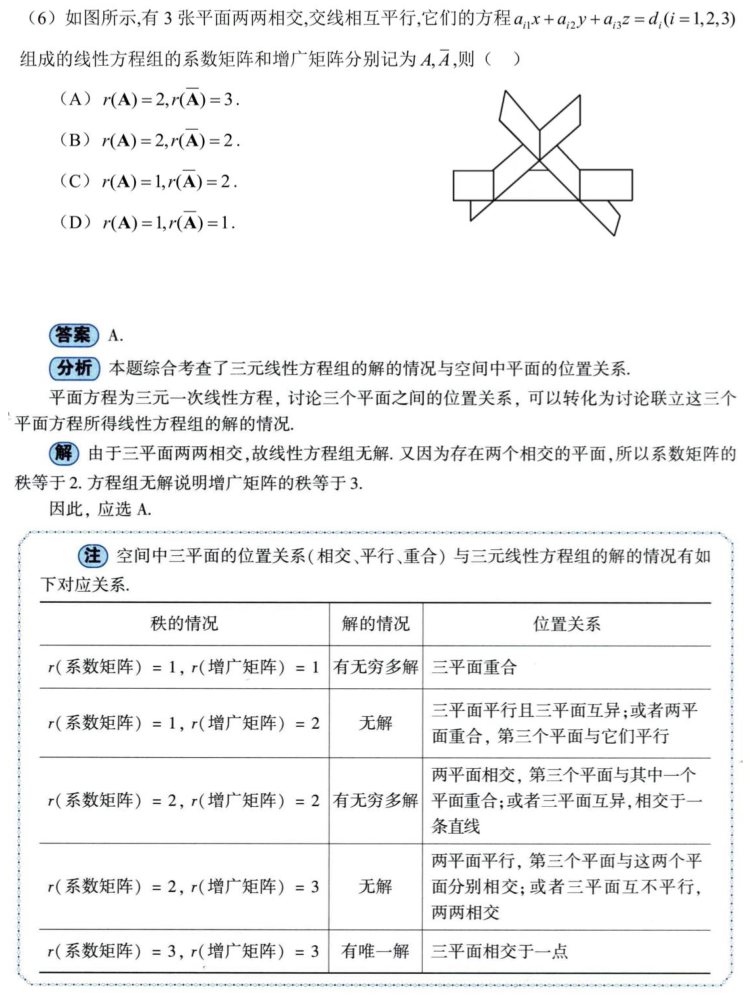 （6）如图所示,有 3 张平面两两相交,交线相互平行,它们的方程 $a_{i1}x+a_{i2}y+a_{i3}z=d_i(i=1,2,3)$
组成的线性方程组的系数矩阵和增广矩阵分别记为 $A,\overline{A}$,则（　）
（A）$r(\mathbf{A})=2,r(\overline{\mathbf{A}})=3.$
（B）$r(\mathbf{A})=2,r(\overline{\mathbf{A}})=2.$
（C）$r(\mathbf{A})=1,r(\overline{\mathbf{A}})=2.$
（D）$r(\mathbf{A})=1,r(\overline{\mathbf{A}})=1.$
答案 A.
分析 本题综合考查了三元线性方程组的解的情况与空间中平面的位置关系.
平面方程为三元一次线性方程，讨论三个平面之间的位置关系，可以转化为讨论联立这三个
平面方程所得线性方程组的解的情况.
解 由于三平面两两相交,故线性方程组无解. 又因为存在两个相交的平面,所以系数矩阵的
秩等于 2. 方程组无解说明增广矩阵的秩等于 3.
因此，应选 A.
注 空间中三平面的位置关系(相交、平行、重合) 与三元线性方程组的解的情况有如
下对应关系.
秩的情况 解的情况 位置关系
r(系数矩阵) = 1, r(增广矩阵) = 1 有无穷多解 三平面重合
r(系数矩阵) = 1, r(增广矩阵) = 2 无解 三平面平行且三平面互异;或者两平
面重合，第三个平面与它们平行
r(系数矩阵) = 2, r(增广矩阵) = 2 有无穷多解 两平面相交，第三个平面与其中一个
平面重合;或者三平面互异,相交于一
条直线
r(系数矩阵) = 2, r(增广矩阵) = 3 无解 两平面平行，第三个平面与这两个平
面分别相交；或者三平面互不平行，
两两相交
r(系数矩阵) = 3, r(增广矩阵) = 3 有唯一解 三平面相交于一点